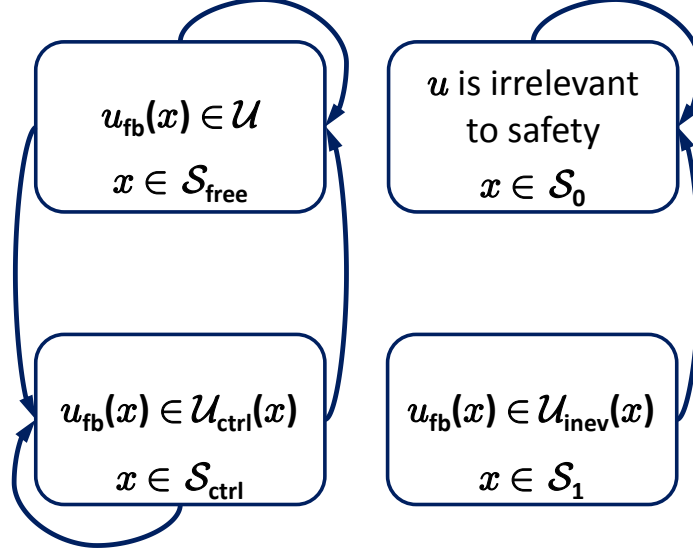 u_fb(x) ∈ 𝒰
x ∈ 𝒮_free
u is irrelevant
to safety
x ∈ 𝒮_0
u_fb(x) ∈ 𝒰_ctrl(x)
x ∈ 𝒮_ctrl
u_fb(x) ∈ 𝒰_inev(x)
x ∈ 𝒮_1